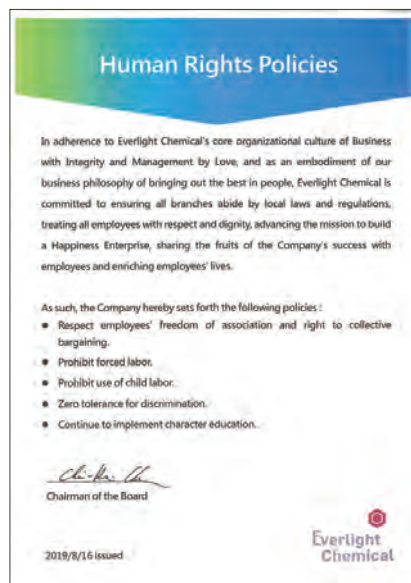 Human Rights Policies
In adherence to Everlight Chemical's core organizational culture of Business
with Integrity and Management by Love, and as an embodiment of our
business philosophy of bringing out the best in people, Everlight Chemical is
committed to ensuring all branches abide by local laws and regulations,
treating all employees with respect and dignity, advancing the mission to build
a Happiness Enterprise, sharing the fruits of the Company's success with
employees and enriching employees' lives.
As such, the Company hereby sets forth the following policies :
● Respect employees' freedom of association and right to collective
bargaining.
● Prohibit forced labor.
● Prohibit use of child labor.
● Zero tolerance for discrimination.
● Continue to implement character education.
Chairman of the Board
2019/8/16 issued
Everlight
Chemical